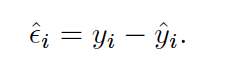 ϵ̂ᵢ = yᵢ − ŷᵢ.